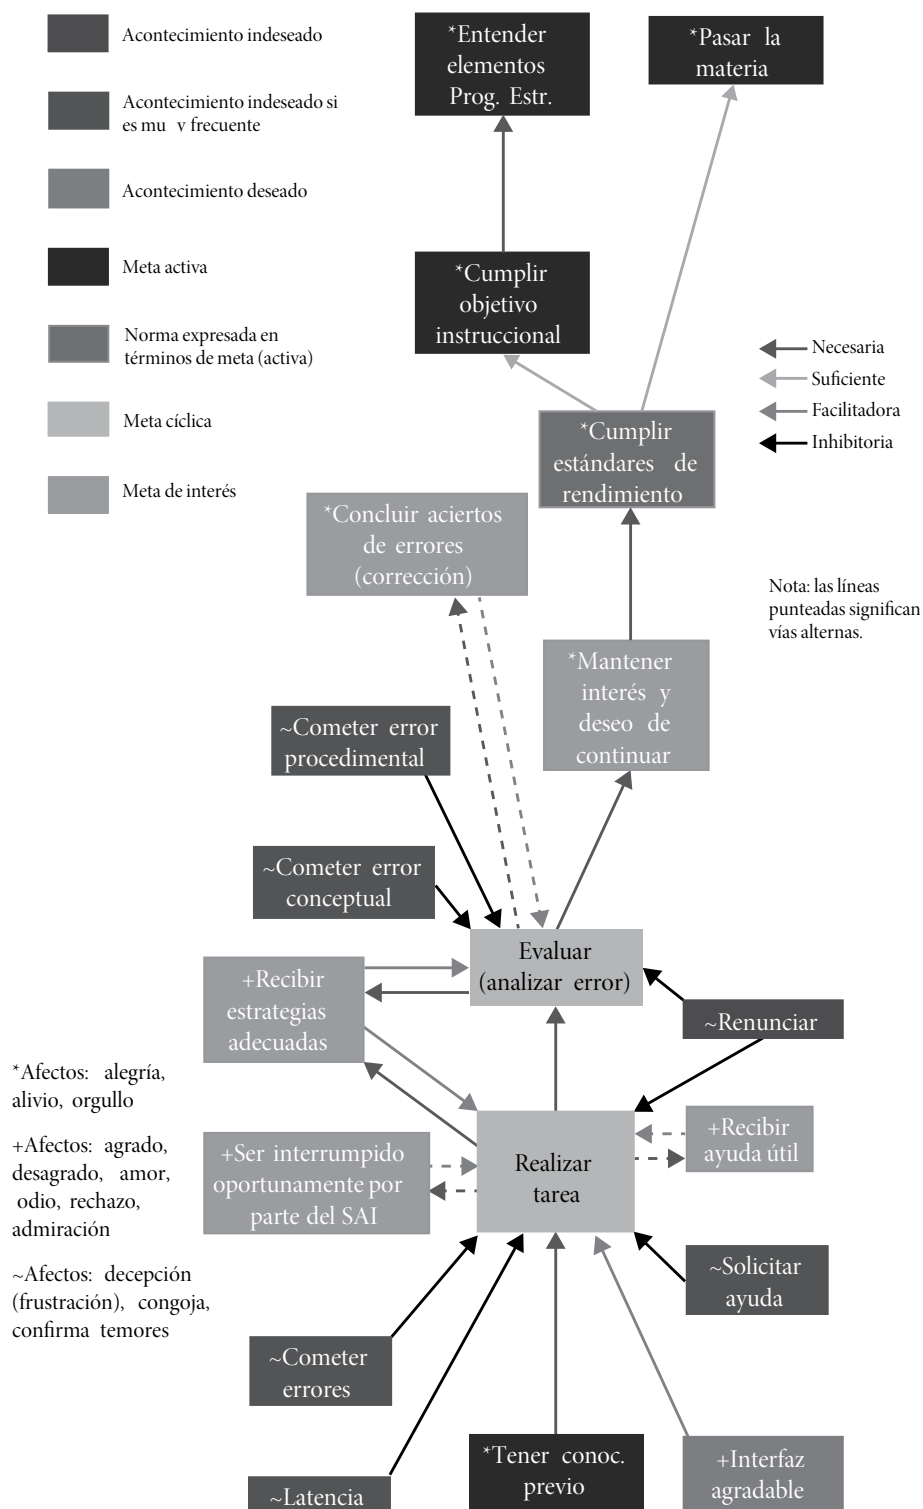 Acontecimiento indeseado
Acontecimiento indeseado si
es mu y frecuente
Acontecimiento deseado
Meta activa
Norma expresada en
términos de meta (activa)
Meta cíclica
Meta de interés
*Entender
elementos
Prog. Estr.
*Pasar la
materia
*Cumplir
objetivo
instruccional
Necesaria
Suficiente
Facilitadora
Inhibitoria
*Cumplir
estándares de
rendimiento
*Concluir aciertos
de errores
(corrección)
Nota: las líneas
punteadas significan
vías alternas.
*Mantener
interés y
deseo de
continuar
~Cometer error
procedimental
~Cometer error
conceptual
Evaluar
(analizar error)
+Recibir
estrategias
adecuadas
~Renunciar
*Afectos: alegría,
alivio, orgullo
+Afectos: agrado,
desagrado, amor,
odio, rechazo,
admiración
~Afectos: decepción
(frustración), congoja,
confirma temores
+Ser interrumpido
oportunamente por
parte del SAI
Realizar
tarea
+Recibir
ayuda útil
~Solicitar
ayuda
~Cometer
errores
~Latencia
*Tener conoc.
previo
+Interfaz
agradable